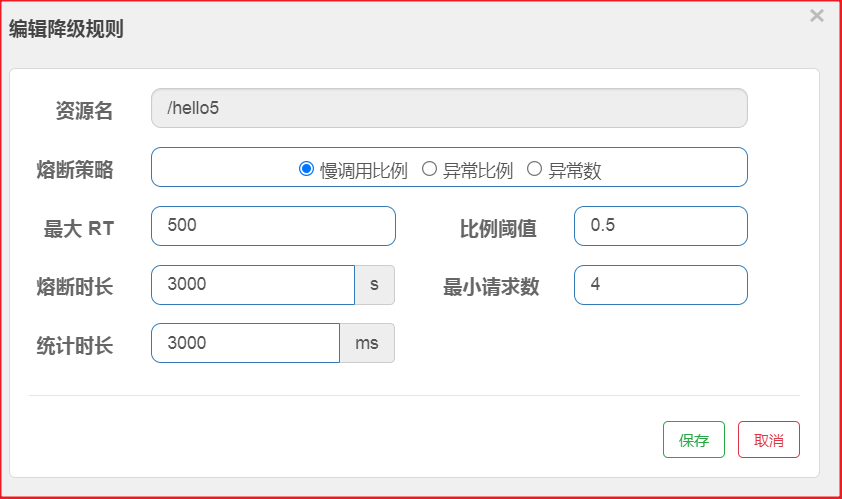 编辑降级规则 ×
资源名 /hello5
熔断策略 慢调用比例 异常比例 异常数
最大 RT 500 比例阈值 0.5
熔断时长 3000 s 最小请求数 4
统计时长 3000 ms
保存 取消